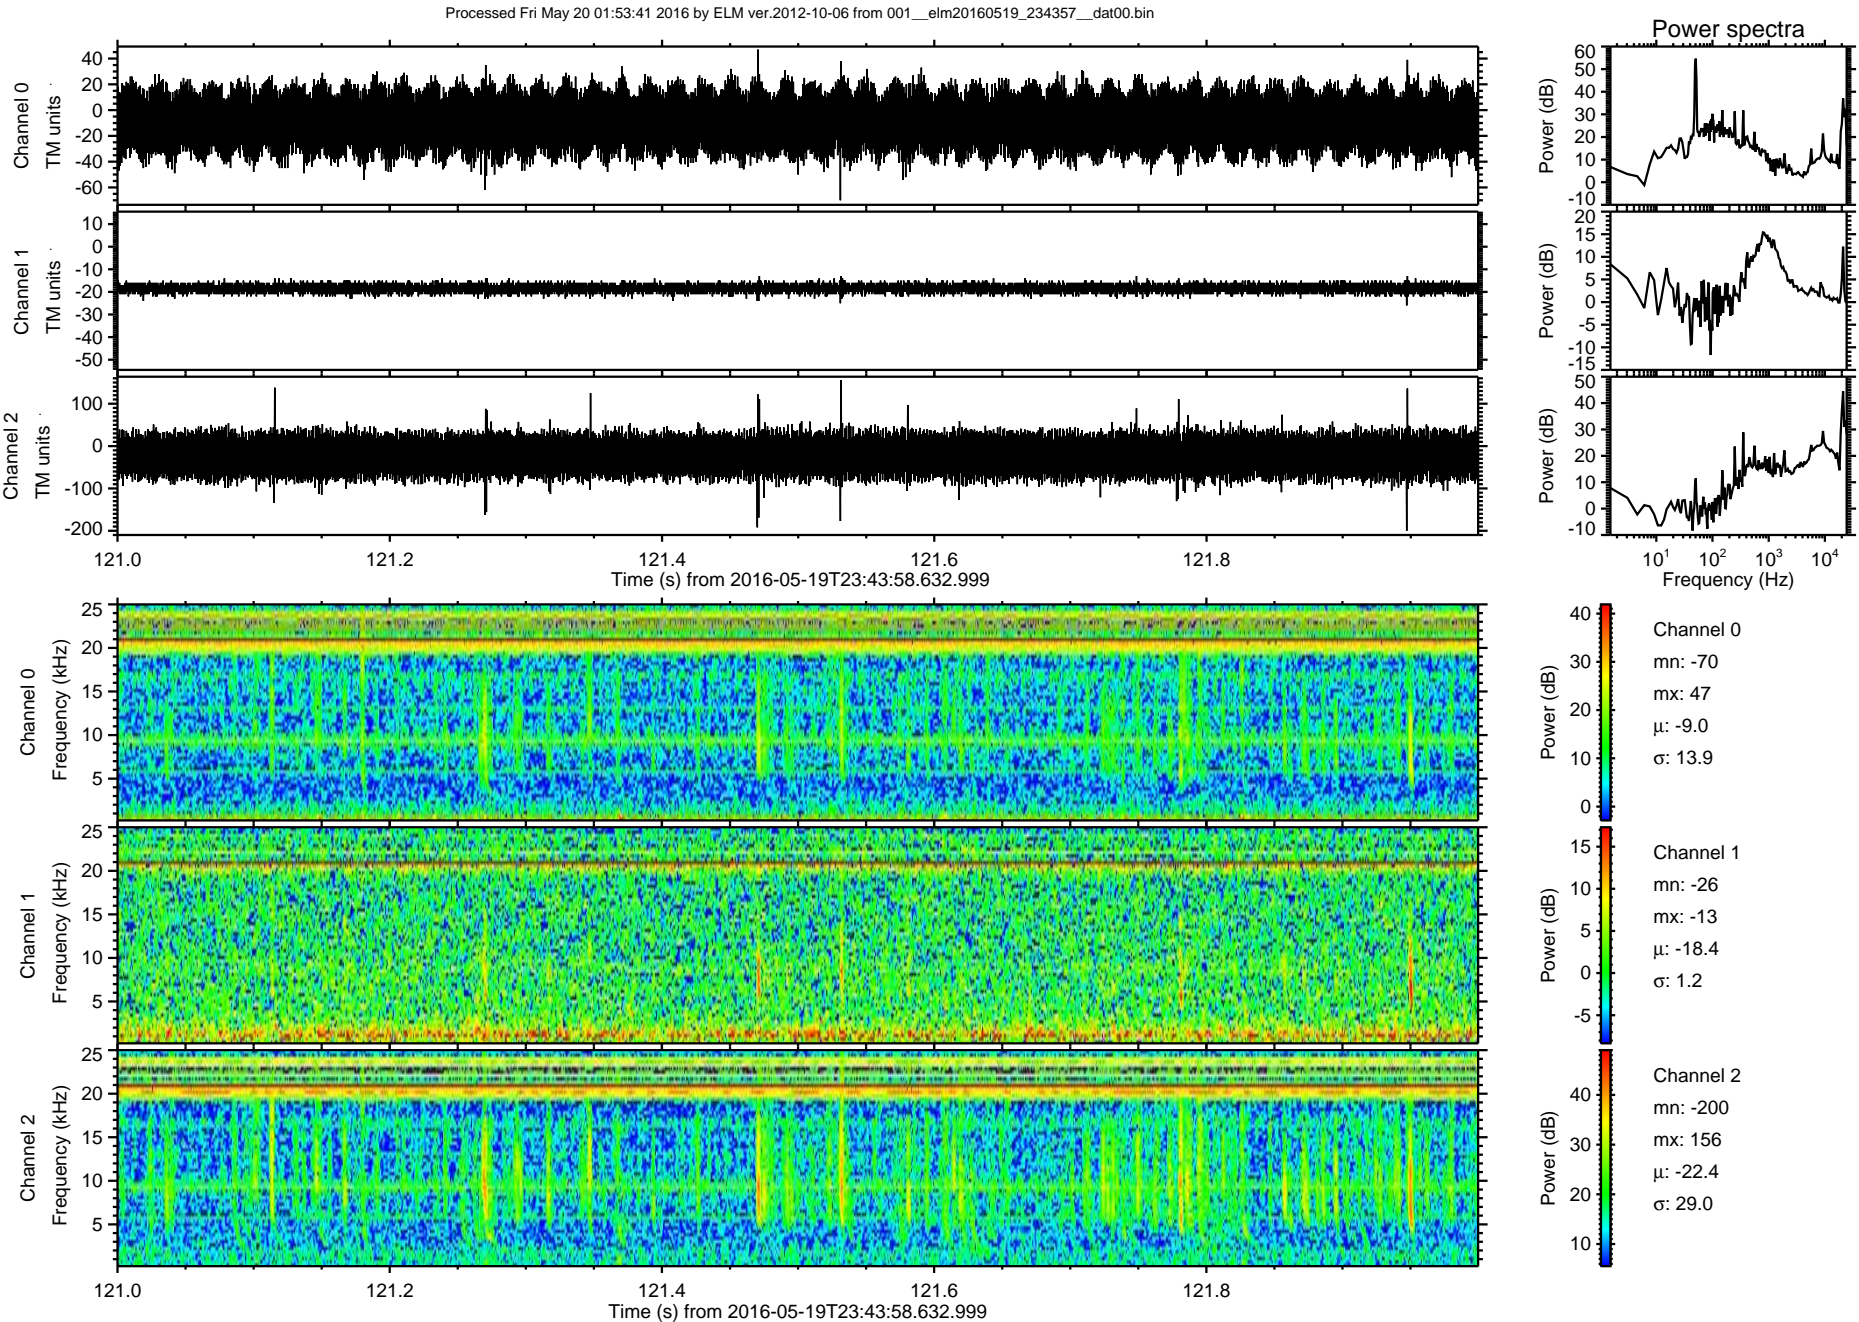 Processed Fri May 20 01:53:41 2016 by ELM ver.2012-10-06 from 001__elm20160519_234357__dat00.bin
Power spectra
Channel 0
TM units
40
20
0
-20
-40
-60
Power (dB)
60
50
40
30
20
10
0
-10
Channel 1
TM units
10
0
-10
-20
-30
-40
-50
Power (dB)
20
15
10
5
0
-5
-10
-15
Channel 2
TM units
100
0
-100
-200
Power (dB)
50
40
30
20
10
0
-10
121.0 121.2 121.4 121.6 121.8
Time (s) from 2016-05-19T23:43:58.632.999
10¹ 10² 10³ 10⁴
Frequency (Hz)
Channel 0
Frequency (kHz)
25
20
15
10
5
Power (dB)
40
30
20
10
0
Channel 0
mn: -70
mx: 47
μ: -9.0
σ: 13.9
Channel 1
Frequency (kHz)
25
20
15
10
5
Power (dB)
15
10
5
0
-5
Channel 1
mn: -26
mx: -13
μ: -18.4
σ: 1.2
Channel 2
Frequency (kHz)
25
20
15
10
5
Power (dB)
40
30
20
10
Channel 2
mn: -200
mx: 156
μ: -22.4
σ: 29.0
121.0 121.2 121.4 121.6 121.8
Time (s) from 2016-05-19T23:43:58.632.999